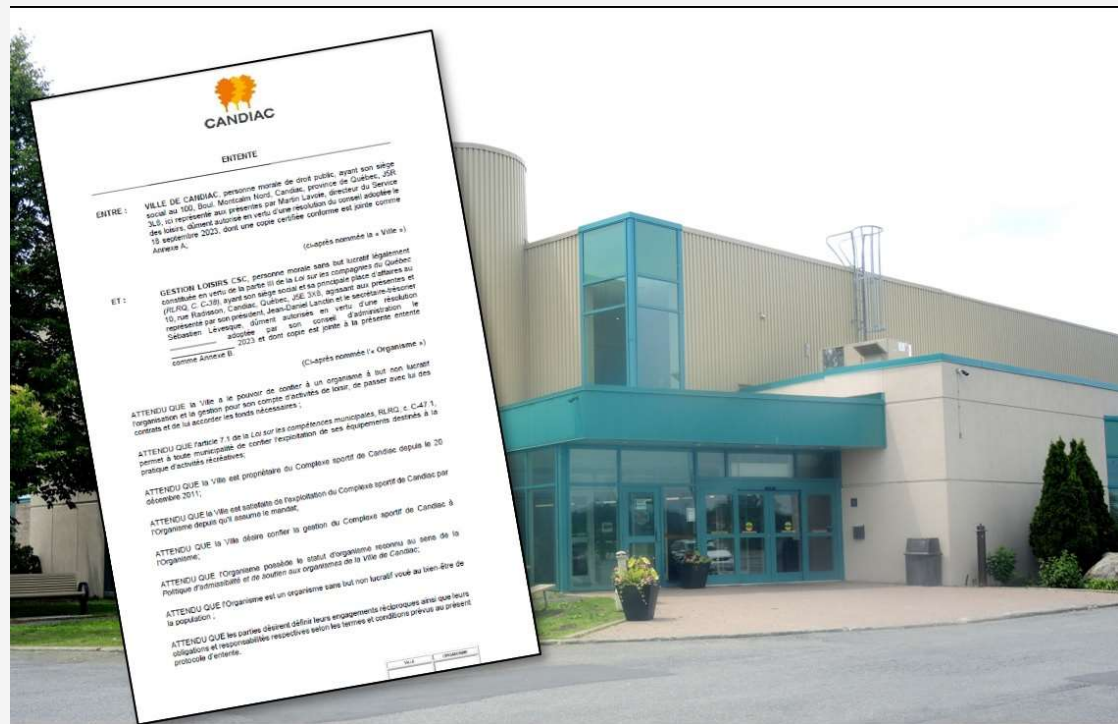 CANDIAC
ENTENTE
ENTRE :
VILLE DE CANDIAC, personne morale de droit public, ayant son siège
social au 100, Boul. Montcalm Nord, Candiac, province de Québec, J5R
3L8, ici représenté aux présentes par Martin Lavoie, directeur du Service
des loisirs, dûment autorisé en vertu d'une résolution du conseil adoptée le
18 septembre 2023, dont une copie certifiée conforme est jointe comme
Annexe A,
(ci-après nommée la « Ville »)
ET :
GESTION LOISIRS CSC, personne morale sans but lucratif légalement
constituée en vertu de la partie III de la Loi sur les compagnies du Québec
(RLRQ, C. C-38), ayant son siège social et sa principale place d'affaires au
10, rue Radisson, Candiac, Québec, J5E 3X8, agissant aux présentes et
représenté par son président, Jean-Daniel Landin et le secrétaire-trésorier
Sébastien Lévesque, dûment autorisés en vertu d'une résolution
adoptée par son conseil d'administration le
2023 et dont copie est jointe à la présente entente
comme Annexe B.
(Ci-après nommée l'« Organisme »)
ATTENDU QUE la Ville a le pouvoir de confier à un organisme à but non lucratif
l'organisation et la gestion pour son compte d'activités de loisir, de passer avec lui des
contrats et de lui accorder les fonds nécessaires ;
ATTENDU QUE l'article 7.1 de la Loi sur les compétences municipales, RLRQ, c. C-47.1,
permet à toute municipalité de confier l'exploitation de ses équipements destinés à la
pratique d'activités récréatives;
ATTENDU QUE la Ville est propriétaire du Complexe sportif de Candiac depuis le 20
décembre 2011;
ATTENDU QUE la Ville est satisfaite de l'exploitation du Complexe sportif de Candiac par
l'Organisme depuis qu'il assume le mandat;
ATTENDU QUE la Ville désire confier la gestion du Complexe sportif de Candiac à
l'Organisme;
ATTENDU QUE l'Organisme possède le statut d'organisme reconnu au sens de la
Politique d'admissibilité et de soutien aux organismes de la Ville de Candiac;
ATTENDU QUE l'Organisme est un organisme sans but non lucratif voué au bien-être de
la population ;
ATTENDU QUE les parties désirent définir leurs engagements réciproques ainsi que leurs
obligations et responsabilités respectives selon les termes et conditions prévus au présent
protocole d'entente.
VILLE